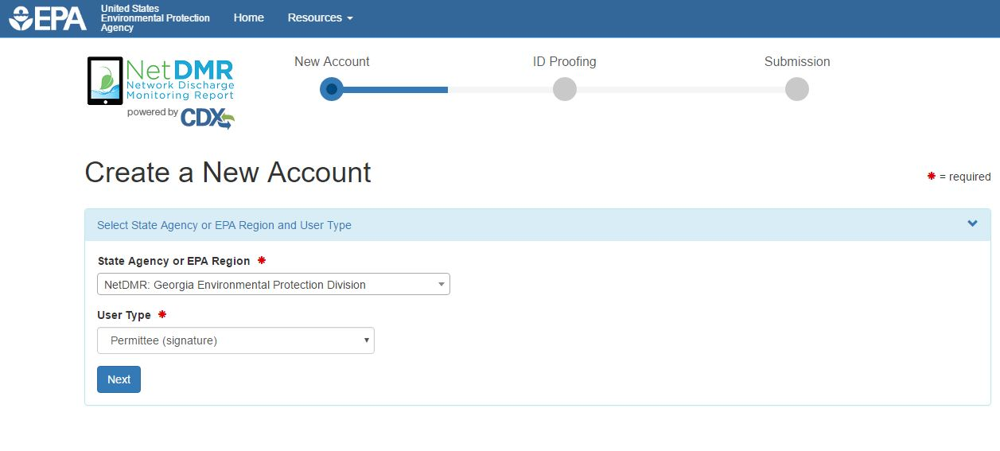 EPA
United States
Environmental Protection
Agency
Home
Resources
NetDMR
Network Discharge
Monitoring Report
powered by CDX
New Account
ID Proofing
Submission
Create a New Account
* = required
Select State Agency or EPA Region and User Type
State Agency or EPA Region *
NetDMR: Georgia Environmental Protection Division
User Type *
Permittee (signature)
Next